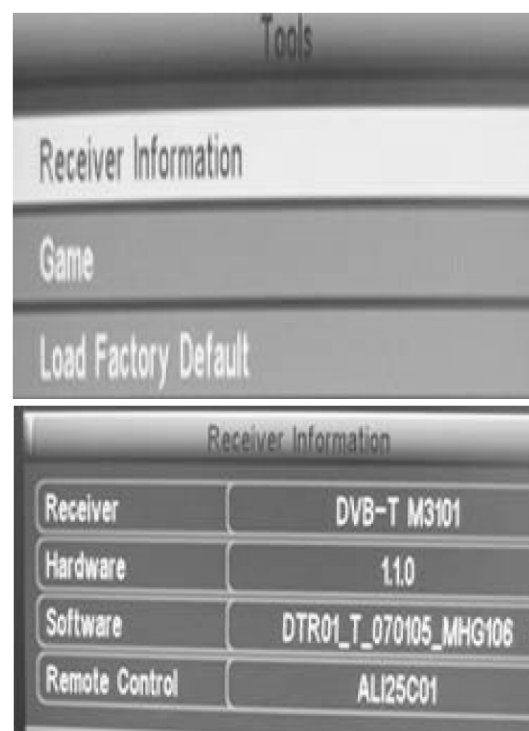 Tools
Receiver Information
Game
Load Factory Default
Receiver Information
Receiver DVB-T M3101
Hardware 1.1.0
Software DTR01_T_070105_MHG106
Remote Control ALI25C01